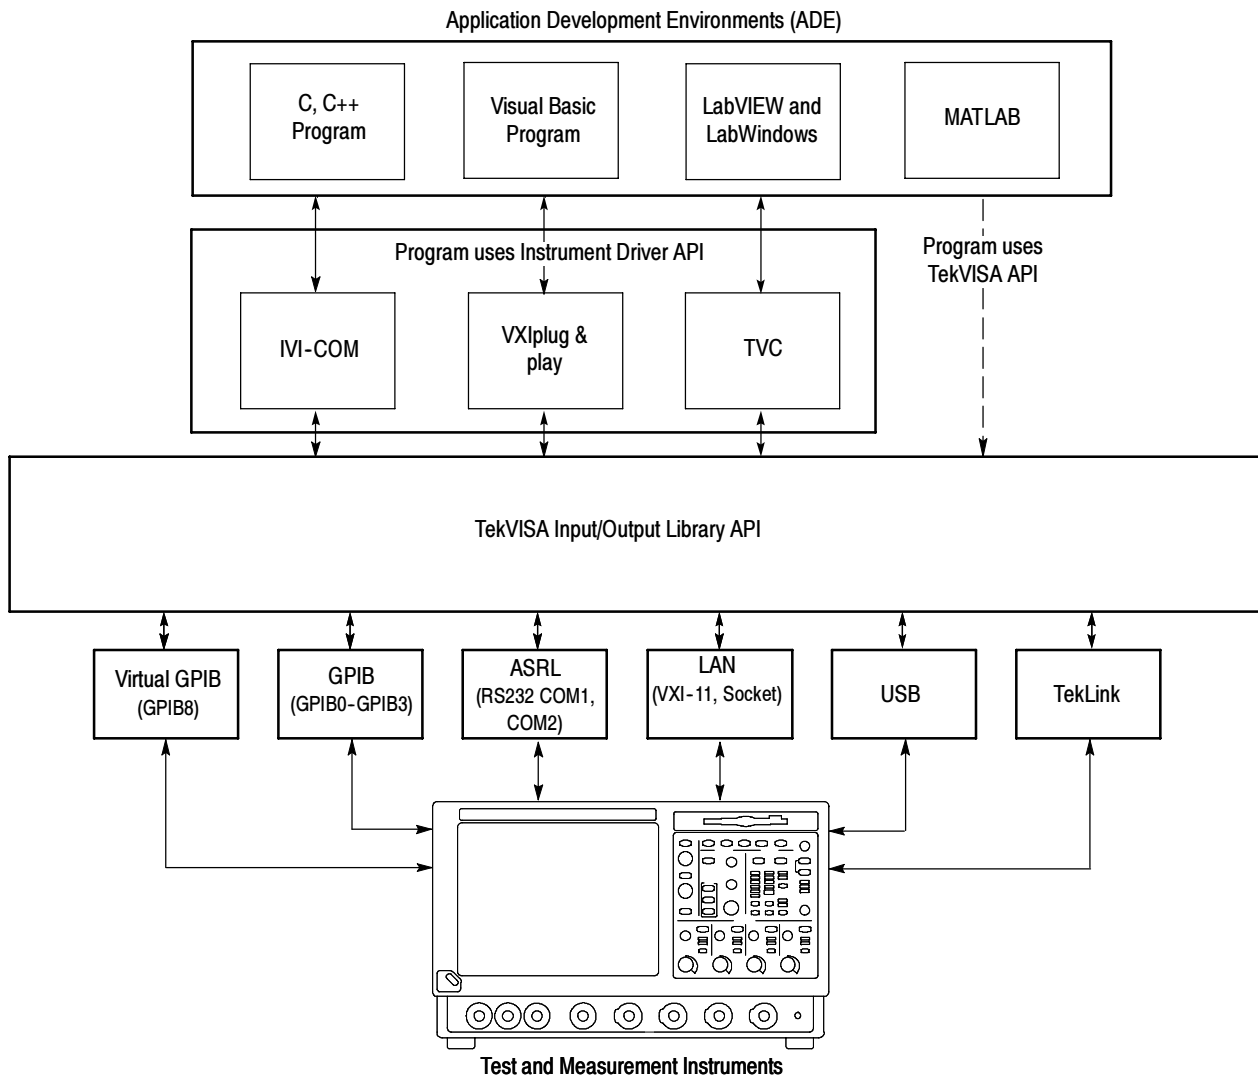 Application Development Environments (ADE)
C, C++
Program
Visual Basic
Program
LabVIEW and
LabWindows
MATLAB
Program uses Instrument Driver API
Program uses
TekVISA API
IVI-COM
VXIplug &
play
TVC
TekVISA Input/Output Library API
Virtual GPIB
(GPIB8)
GPIB
(GPIB0-GPIB3)
ASRL
(RS232 COM1,
COM2)
LAN
(VXI-11, Socket)
USB
TekLink
Test and Measurement Instruments